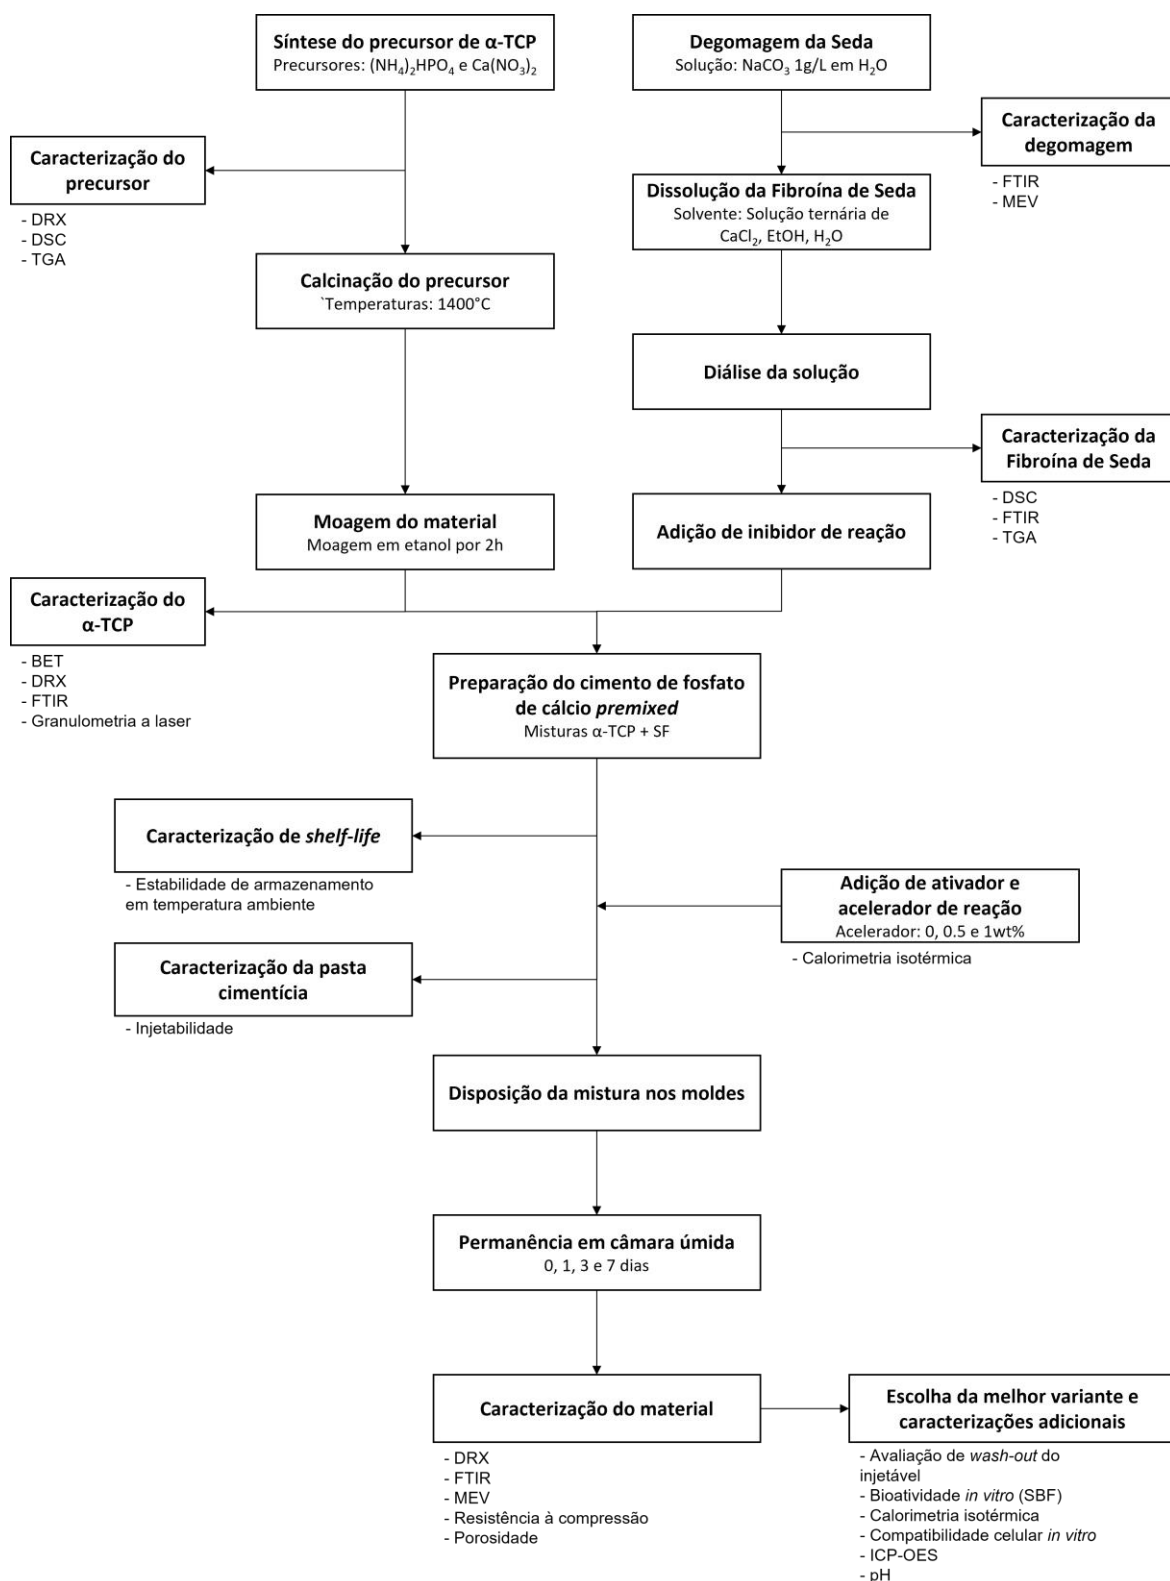 Síntese do precursor de α-TCP
Precursores: (NH₄)₂HPO₄ e Ca(NO₃)₂
Degomagem da Seda
Solução: NaCO₃ 1g/L em H₂O
Caracterização do
precursor
- DRX
- DSC
- TGA
Caracterização da
degomagem
- FTIR
- MEV
Dissolução da Fibroína de Seda
Solvente: Solução ternária de
CaCl₂, EtOH, H₂O
Calcinação do precursor
`Temperaturas: 1400°C
Diálise da solução
Caracterização da
Fibroína de Seda
- DSC
- FTIR
- TGA
Moagem do material
Moagem em etanol por 2h
Adição de inibidor de reação
Caracterização do
α-TCP
- BET
- DRX
- FTIR
- Granulometria a laser
Preparação do cimento de fosfato
de cálcio premixed
Misturas α-TCP + SF
Caracterização de shelf-life
- Estabilidade de armazenamento
em temperatura ambiente
Adição de ativador e
acelerador de reação
Acelerador: 0, 0.5 e 1wt%
- Calorimetria isotérmica
Caracterização da pasta
cimentícia
- Injetabilidade
Disposição da mistura nos moldes
Permanência em câmara úmida
0, 1, 3 e 7 dias
Caracterização do material
- DRX
- FTIR
- MEV
- Resistência à compressão
- Porosidade
Escolha da melhor variante e
caracterizações adicionais
- Avaliação de wash-out do
injetável
- Bioatividade in vitro (SBF)
- Calorimetria isotérmica
- Compatibilidade celular in vitro
- ICP-OES
- pH